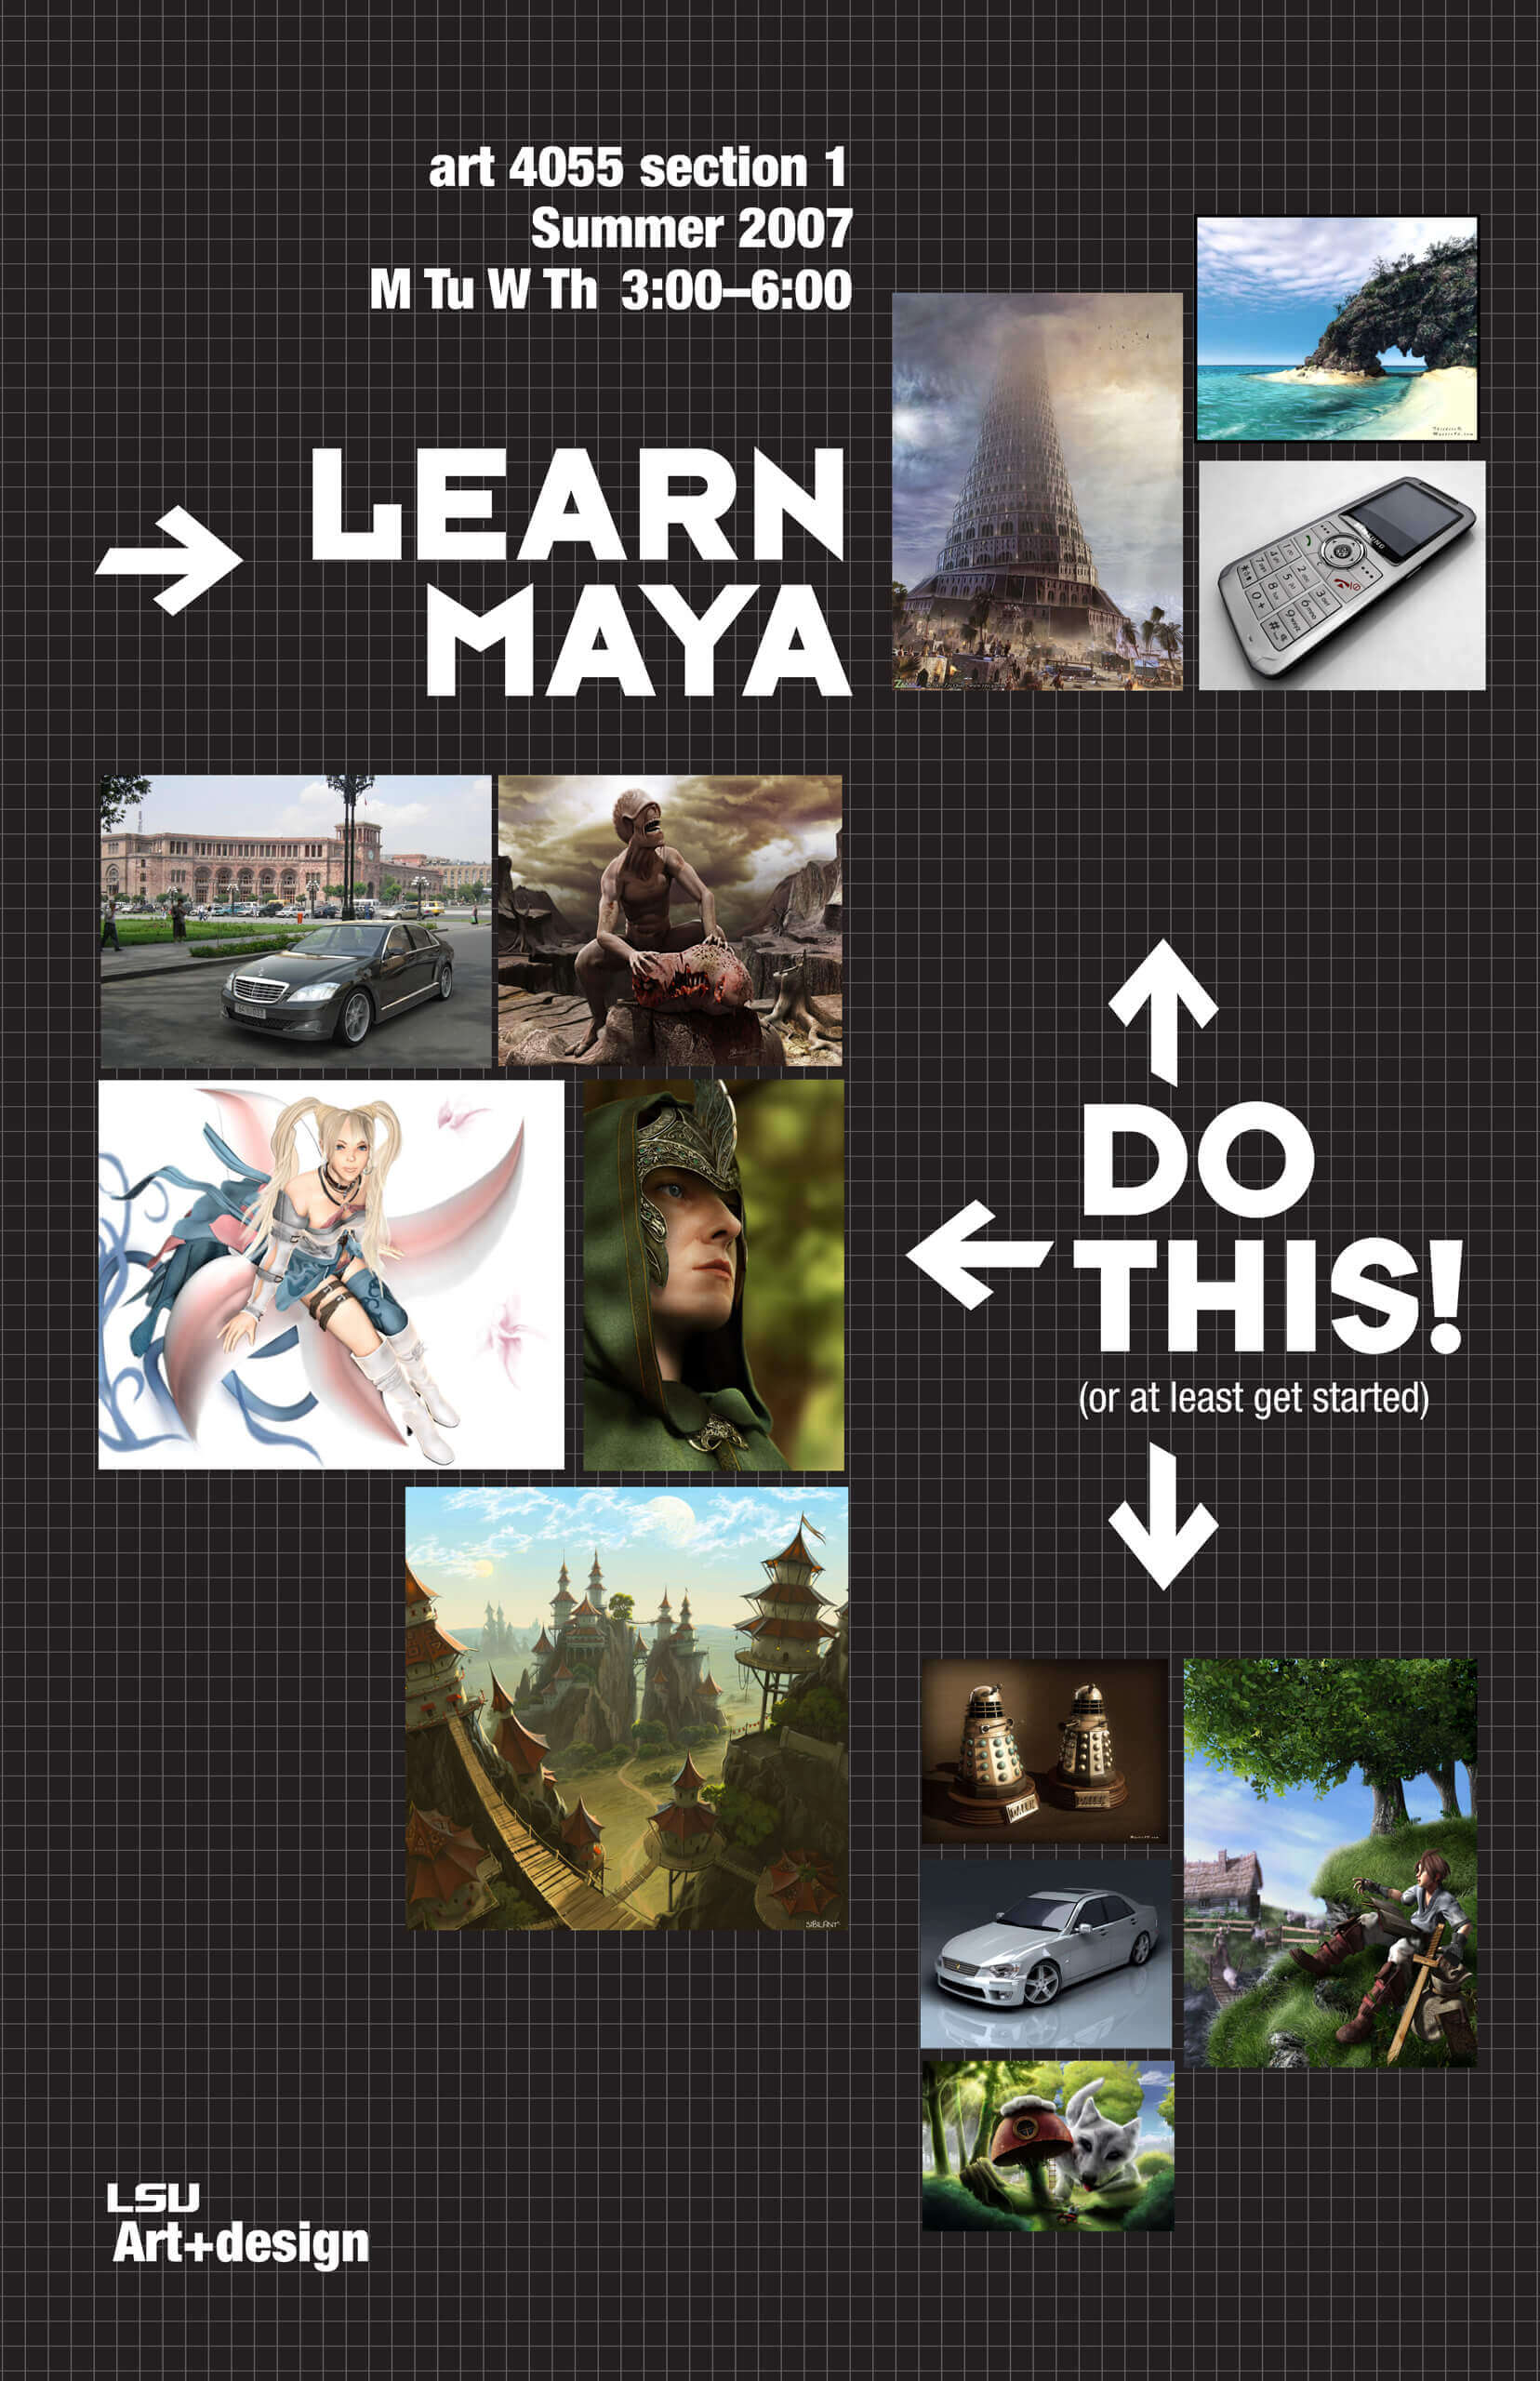 art 4055 section 1
Summer 2007
M Tu W Th 3:00–6:00
LEARN
MAYA
DO
THIS!
(or at least get started)
SIBILANT
LSU
Art+design